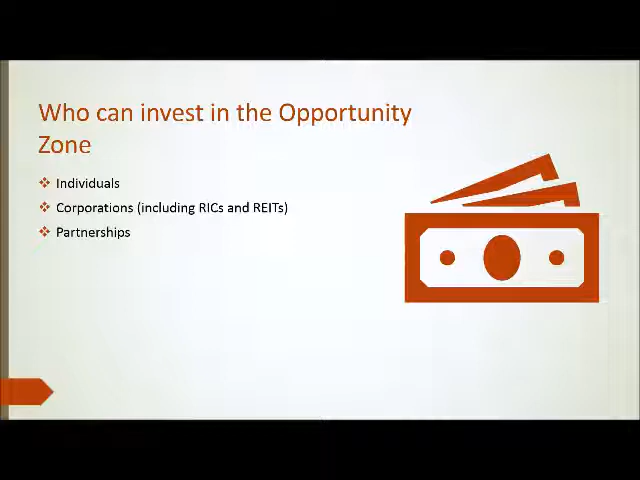 Who can invest in the Opportunity
Zone
Individuals
Corporations (including RICs and REITs)
Partnerships